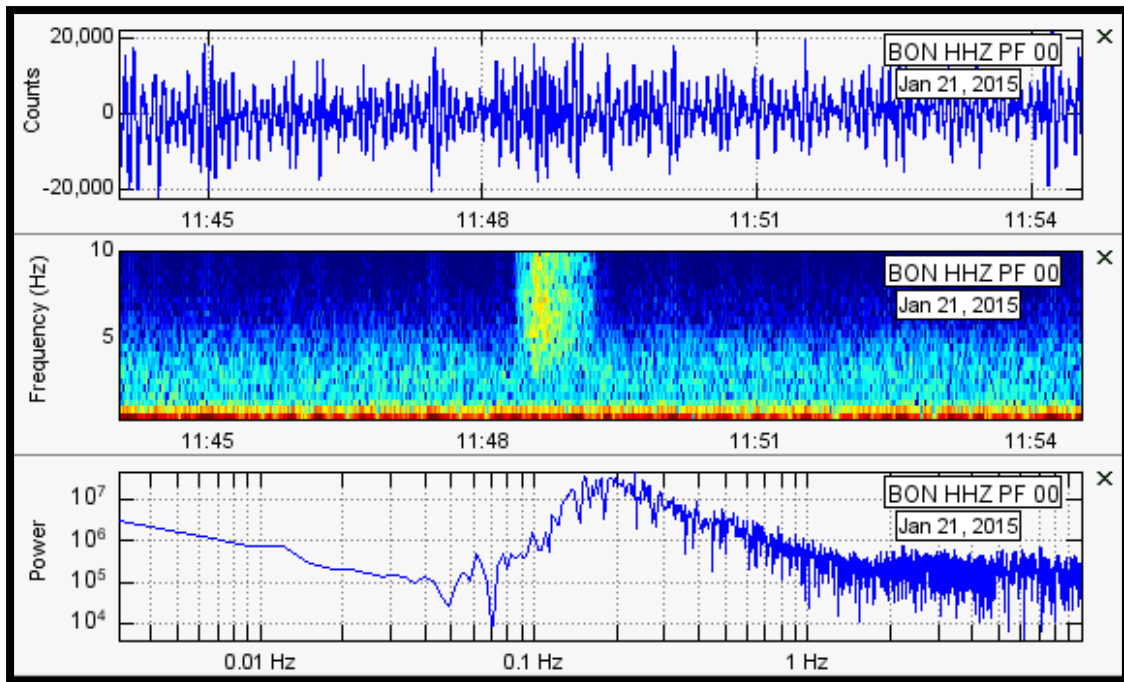 20,000
0
-20,000
Counts
BON HHZ PF 00
Jan 21, 2015
×
11:45 11:48 11:51 11:54
10
5
Frequency (Hz)
BON HHZ PF 00
Jan 21, 2015
×
11:45 11:48 11:51 11:54
10⁷
10⁶
10⁵
10⁴
Power
BON HHZ PF 00
Jan 21, 2015
×
0.01 Hz 0.1 Hz 1 Hz